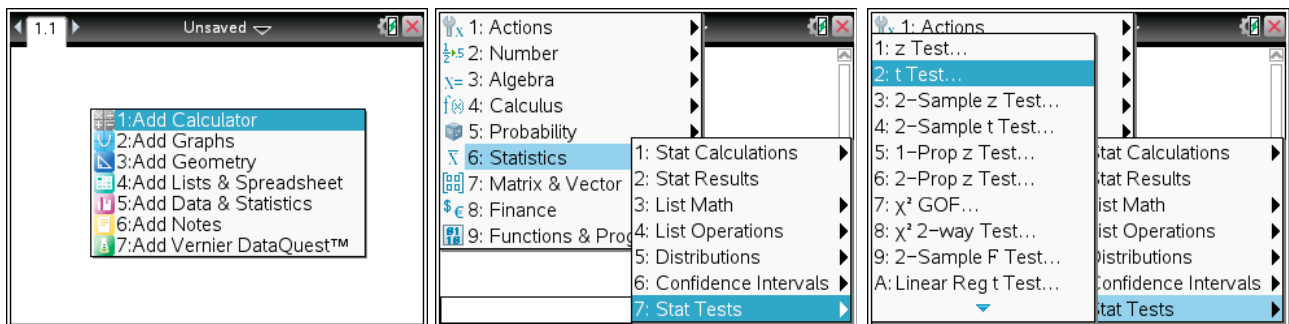 1.1
Unsaved
1:Add Calculator
2:Add Graphs
3:Add Geometry
4:Add Lists & Spreadsheet
5:Add Data & Statistics
6:Add Notes
7:Add Vernier DataQuest™
1: Actions
2: Number
3: Algebra
4: Calculus
5: Probability
6: Statistics
7: Matrix & Vector
8: Finance
9: Functions & Prog
1: Stat Calculations
2: Stat Results
3: List Math
4: List Operations
5: Distributions
6: Confidence Intervals
7: Stat Tests
1: Actions
1: z Test...
2: t Test...
3: 2-Sample z Test...
4: 2-Sample t Test...
5: 1-Prop z Test...
6: 2-Prop z Test...
7: χ² GOF...
8: χ² 2-way Test...
9: 2-Sample F Test...
A: Linear Reg t Test...
Stat Calculations
Stat Results
List Math
List Operations
Distributions
Confidence Intervals
Stat Tests